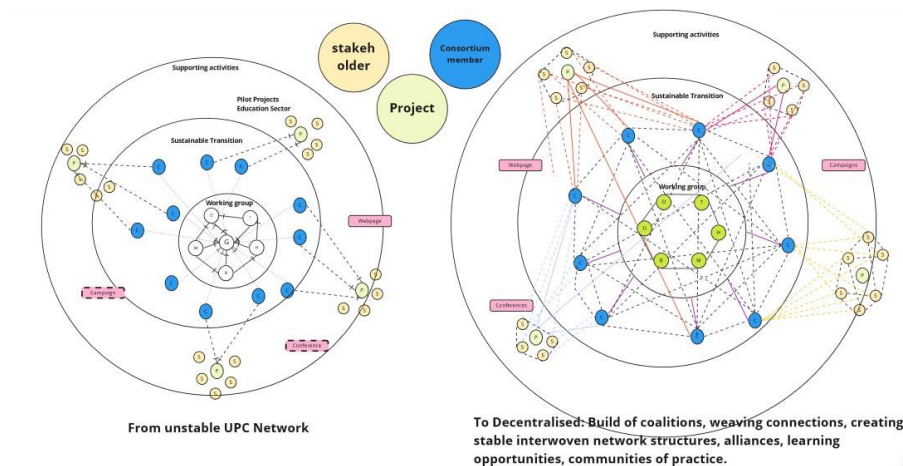 stakeh
older
Consortium
member
Project
Supporting activities
Pilot Projects
Education Sector
Sustainable Transition
Working group
Webpage
Campaign
Conference
S
S
S
S
P
S
S
S
S
P
S
S
C
C
C
C
C
C
C
C
C
C
C
T
G
M
S
P
S
S
S
S
S
P
S
S
S
From unstable UPC Network
Supporting activities
Sustainable Transition
Working group
Webpage
Campaigns
Conferences
S
S
S
P
S
S
S
S
P
S
S
S
C
C
C
C
C
C
C
C
C
C
O
T
G
H
B
M
S
S
S
P
S
S
S
S
P
S
S
S
To Decentralised: Build of coalitions, weaving connections, creating
stable interwoven network structures, alliances, learning
opportunities, communities of practice.